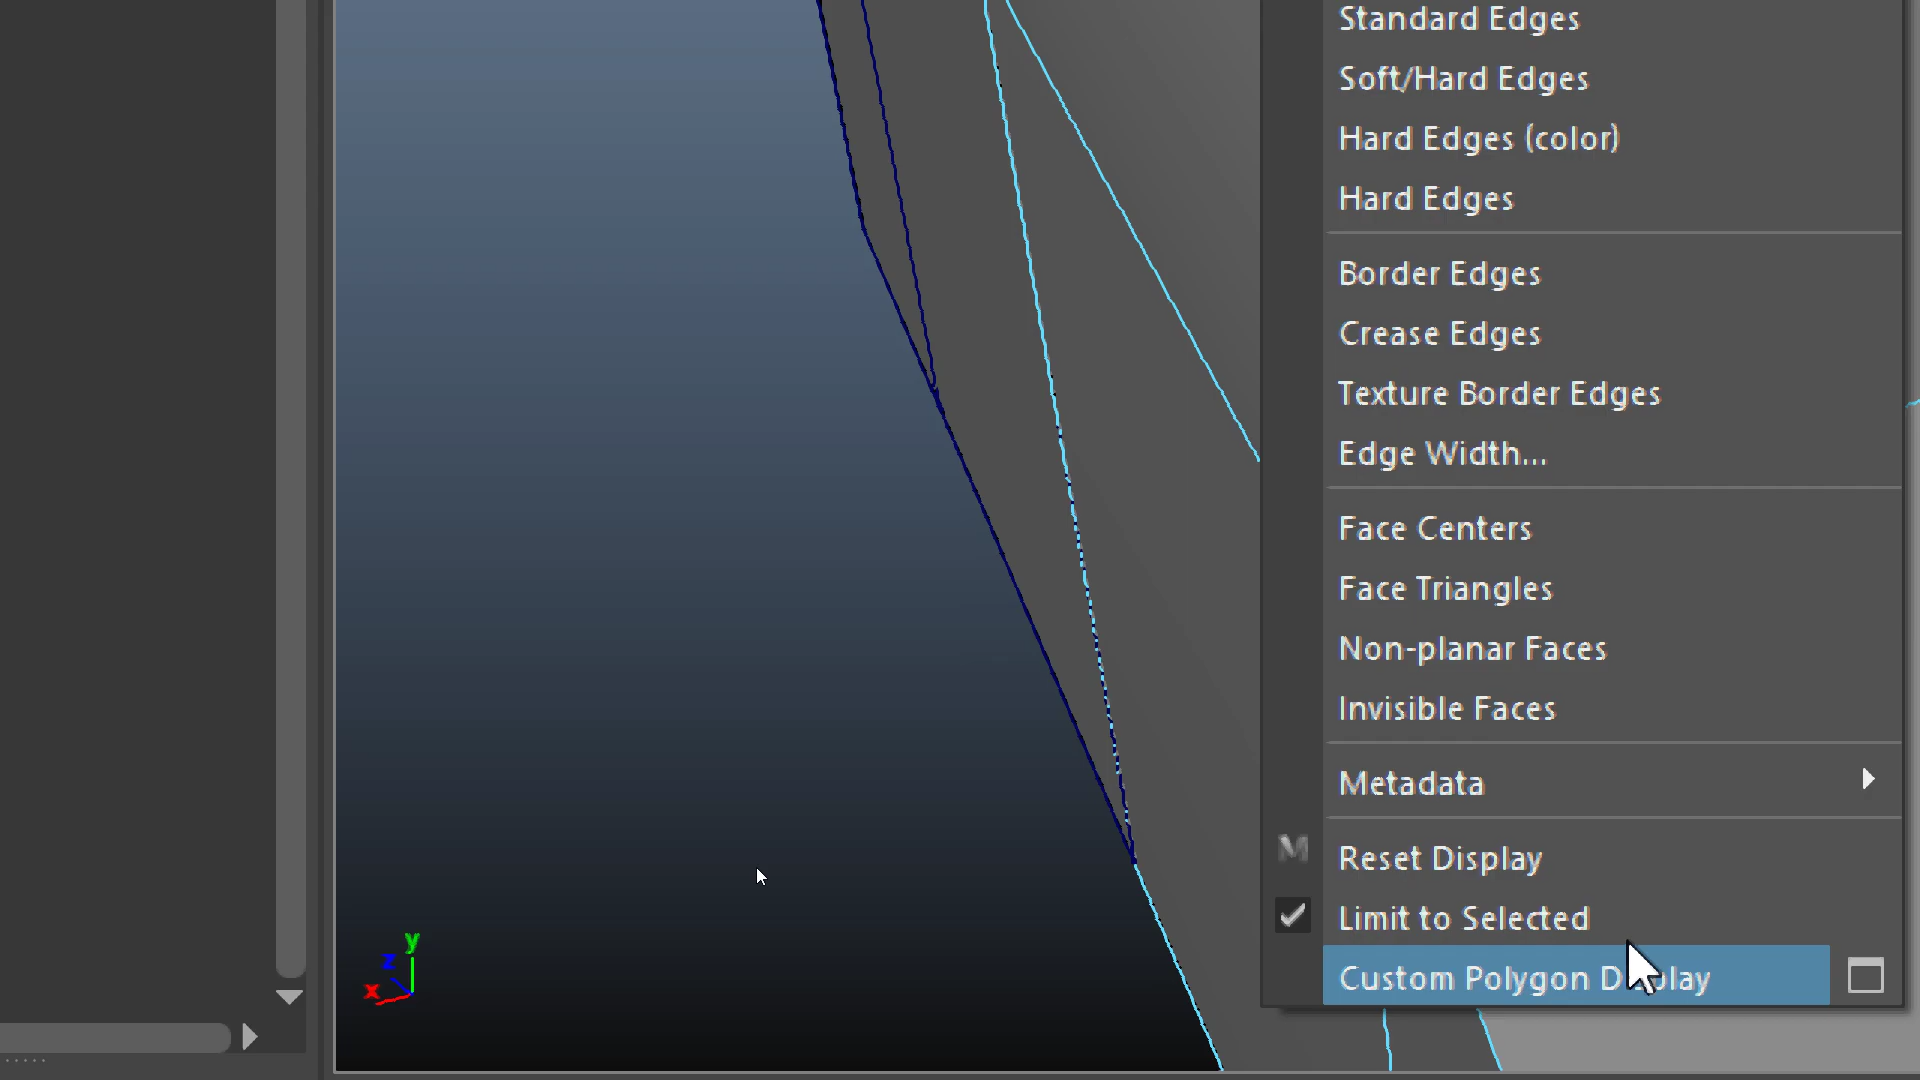 Standard Edges
Soft/Hard Edges
Hard Edges (color)
Hard Edges
Border Edges
Crease Edges
Texture Border Edges
Edge Width...
Face Centers
Face Triangles
Non-planar Faces
Invisible Faces
Metadata
M Reset Display
Limit to Selected
Custom Polygon Display
y
z
x